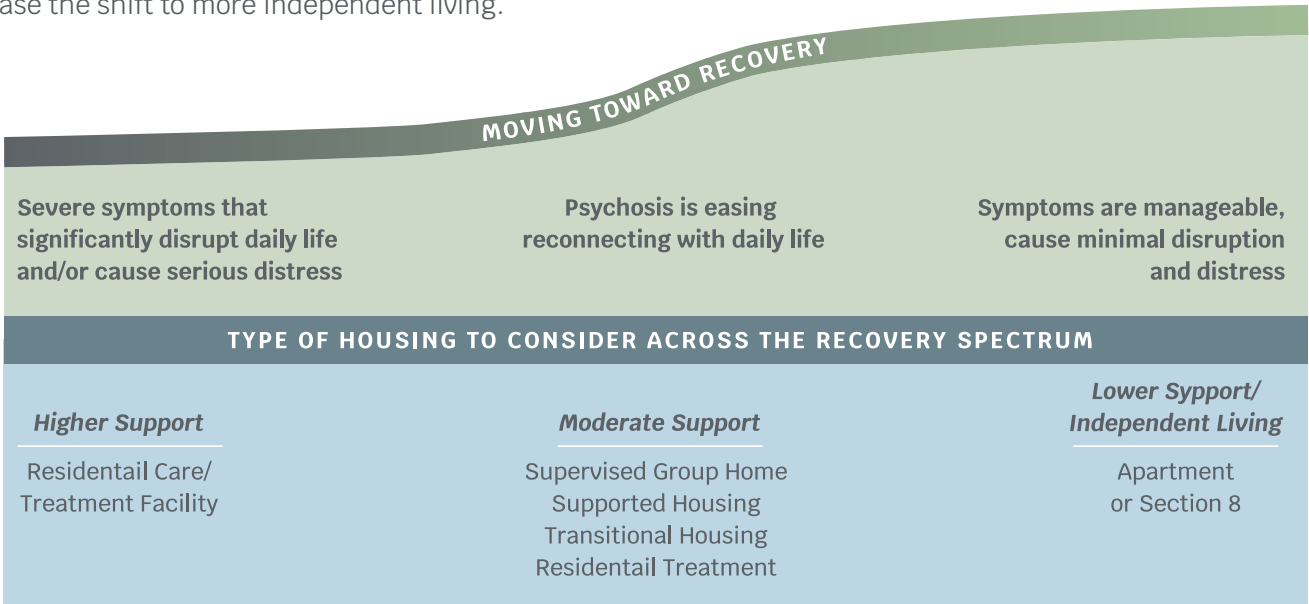 ase the shift to more independent living.
MOVING TOWARD RECOVERY
Severe symptoms that
significantly disrupt daily life
and/or cause serious distress
Psychosis is easing
reconnecting with daily life
Symptoms are manageable,
cause minimal disruption
and distress
TYPE OF HOUSING TO CONSIDER ACROSS THE RECOVERY SPECTRUM
Higher Support
Residentail Care/
Treatment Facility
Moderate Support
Supervised Group Home
Supported Housing
Transitional Housing
Residentail Treatment
Lower Sypport/
Independent Living
Apartment
or Section 8